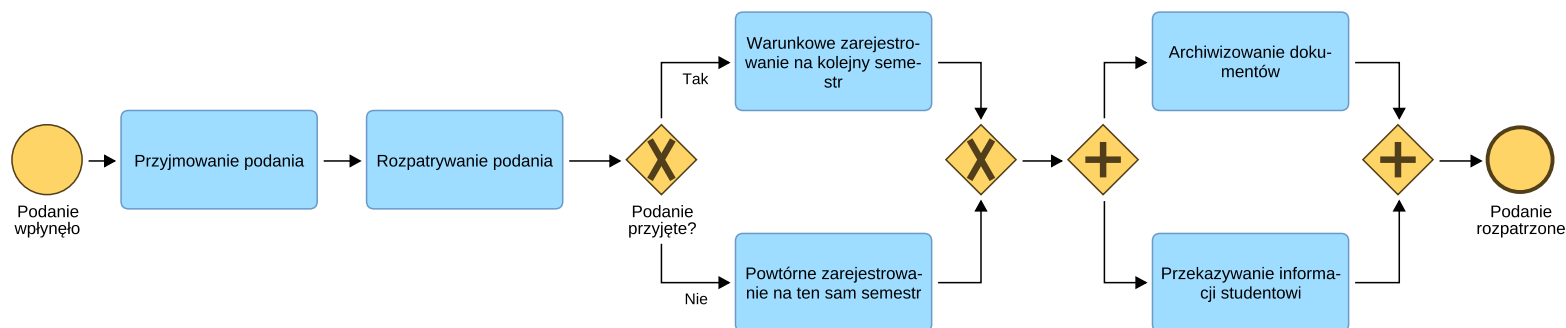 Podanie
wpłynęło
Przyjmowanie podania
Rozpatrywanie podania
Podanie
przyjęte?
Tak
Nie
Warunkowe zarejestro-
wanie na kolejny seme-
str
Powtórne zarejestrowa-
nie na ten sam semestr
Archiwizowanie doku-
mentów
Przekazywanie informa-
cji studentowi
Podanie
rozpatrzone